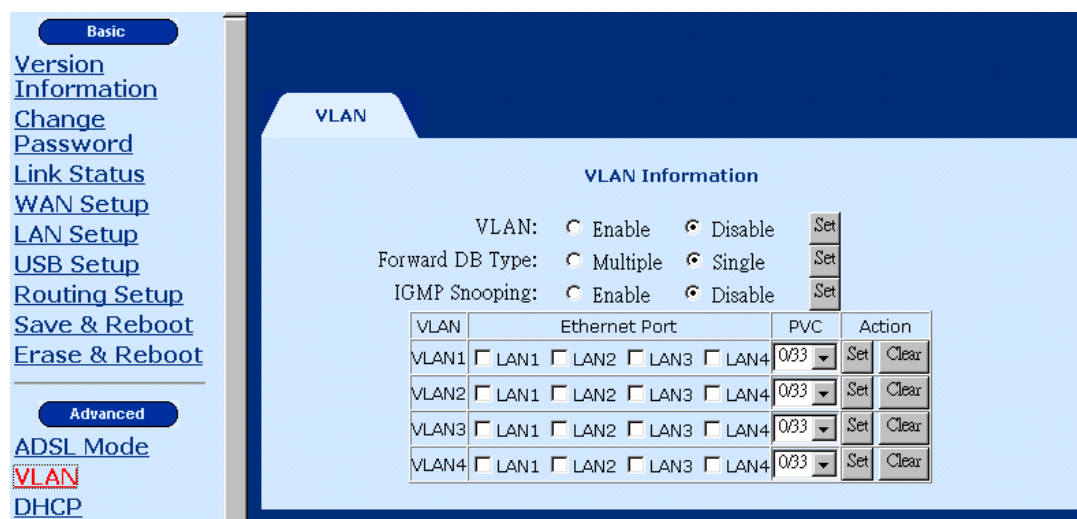 Basic
Version
Information
Change
Password
Link Status
WAN Setup
LAN Setup
USB Setup
Routing Setup
Save & Reboot
Erase & Reboot
Advanced
ADSL Mode
VLAN
DHCP
VLAN
VLAN Information
VLAN: Enable Disable Set
Forward DB Type: Multiple Single Set
IGMP Snooping: Enable Disable Set
VLAN Ethernet Port PVC Action
VLAN1 LAN1 LAN2 LAN3 LAN4 0/33 Set Clear
VLAN2 LAN1 LAN2 LAN3 LAN4 0/33 Set Clear
VLAN3 LAN1 LAN2 LAN3 LAN4 0/33 Set Clear
VLAN4 LAN1 LAN2 LAN3 LAN4 0/33 Set Clear